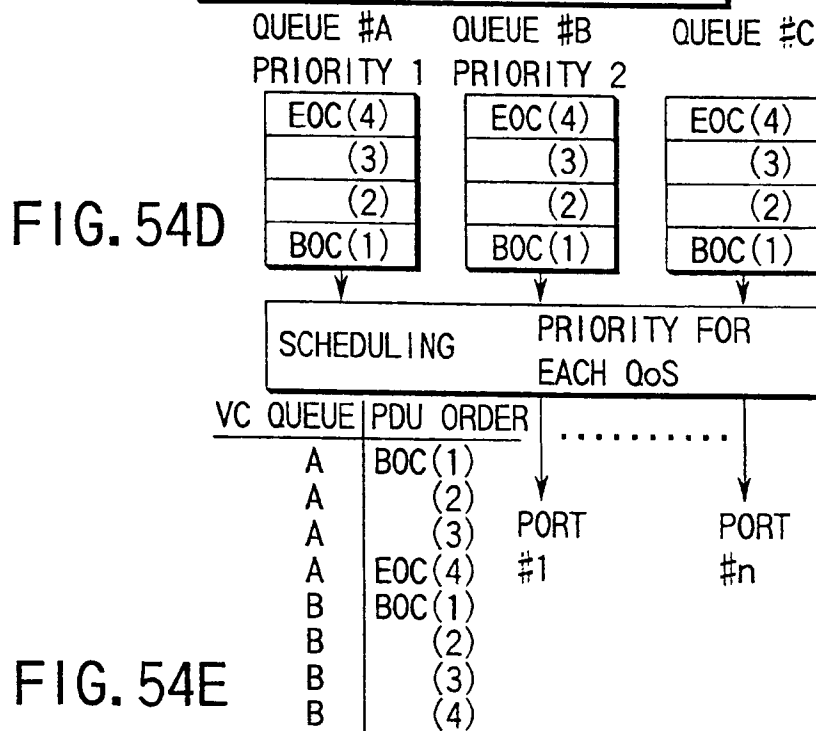 QUEUE #A QUEUE #B QUEUE #C
PRIORITY 1 PRIORITY 2
EOC(4) EOC(4) EOC(4)
(3) (3) (3)
(2) (2) (2)
FIG. 54D
BOC(1) BOC(1) BOC(1)
SCHEDULING PRIORITY FOR
EACH QoS
VC QUEUE PDU ORDER ..........
A BOC(1)
A (2)
A (3) PORT PORT
A EOC(4) #1 #n
B BOC(1)
B (2)
B (3)
FIG. 54E
B (4)